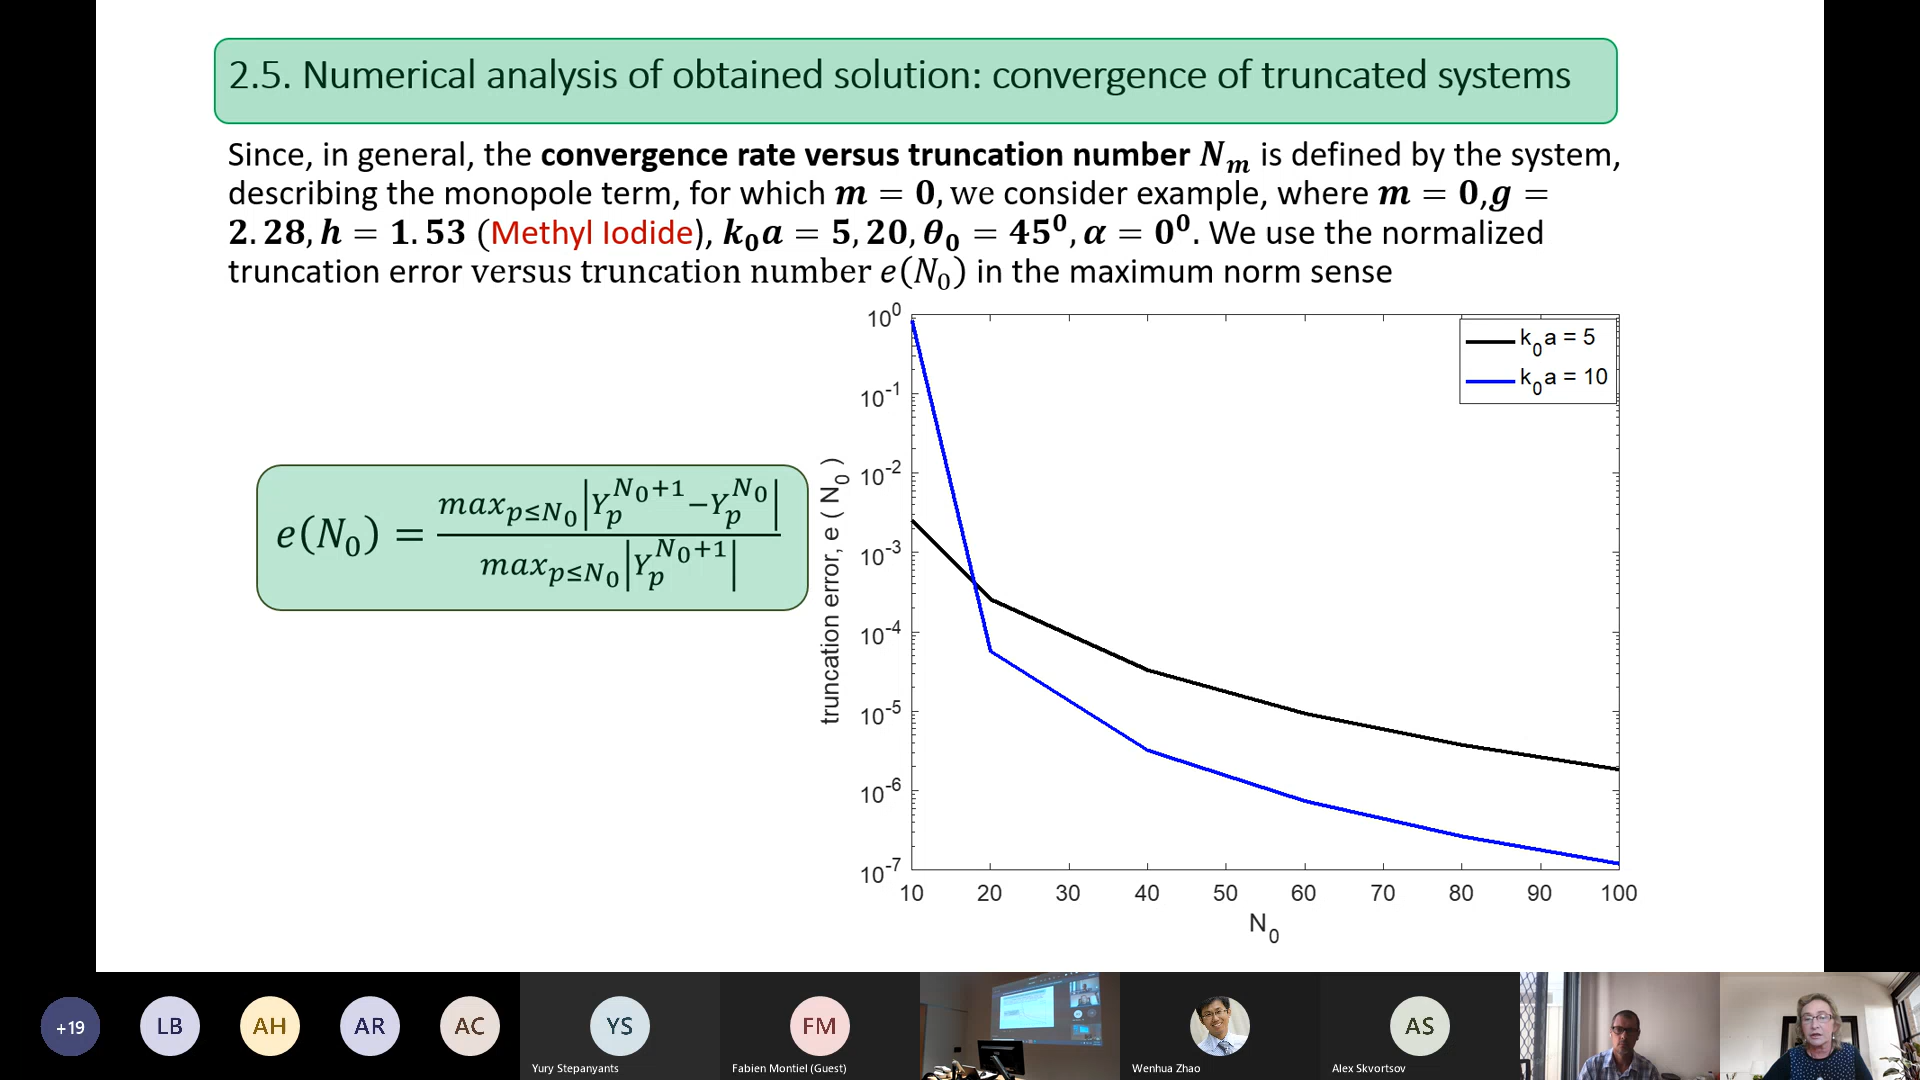 2.5. Numerical analysis of obtained solution: convergence of truncated systems
Since, in general, the convergence rate versus truncation number Nₘ is defined by the system,
describing the monopole term, for which m = 0, we consider example, where m = 0,g =
2.28, h = 1.53 (Methyl Iodide), k₀a = 5, 20, θ₀ = 45⁰, α = 0⁰. We use the normalized
truncation error versus truncation number e(N₀) in the maximum norm sense
e(N₀) = max_{p≤N₀}|Y_p^{N₀+1}−Y_p^{N₀}| / max_{p≤N₀}|Y_p^{N₀+1}|
k₀a = 5
k₀a = 10
truncation error, e ( N₀ )
10⁰
10⁻¹
10⁻²
10⁻³
10⁻⁴
10⁻⁵
10⁻⁶
10⁻⁷
10 20 30 40 50 60 70 80 90 100
N₀
+19 LB AH AR AC YS FM AS
Yury Stepanyants Fabien Montiel (Guest) Wenhua Zhao Alex Skvortsov